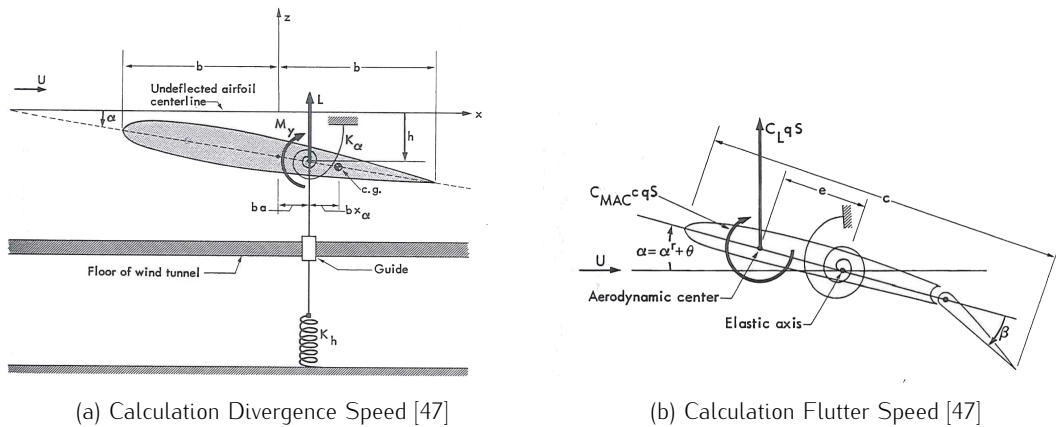 z
b
b
U
Undeflected airfoil
centerline
x
α
L
h
M_y
K_α
c.g.
ba
bx_α
Floor of wind tunnel
Guide
K_h
(a) Calculation Divergence Speed [47]
C_L qS
e
c
C_MAC cqS
α = α^r + θ
U
Aerodynamic center
Elastic axis
β
(b) Calculation Flutter Speed [47]